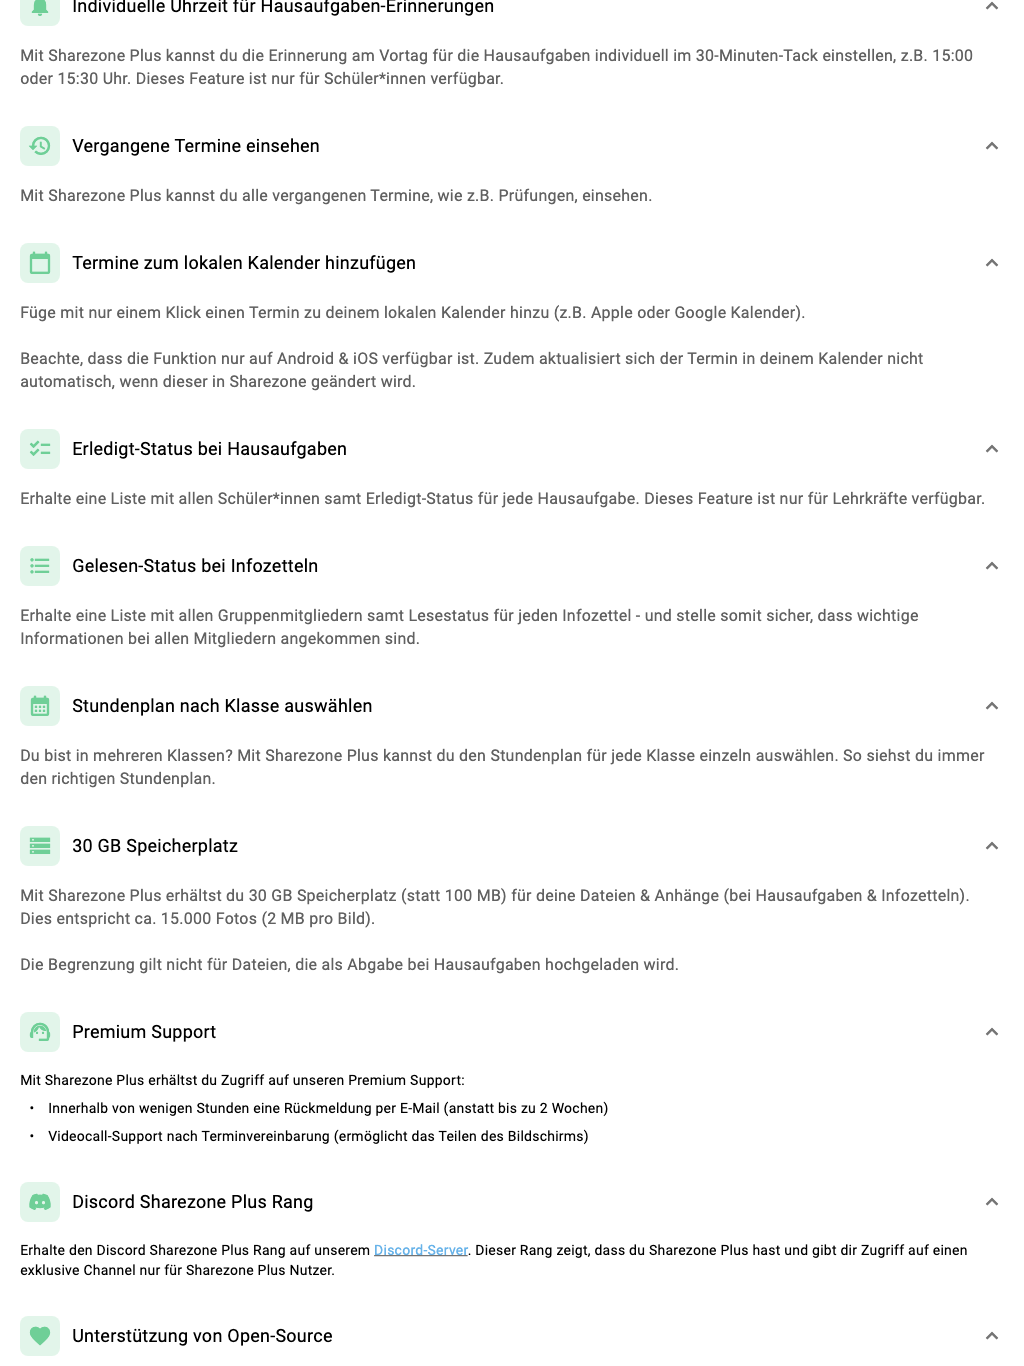 Individuelle Uhrzeit für Hausaufgaben-Erinnerungen
Mit Sharezone Plus kannst du die Erinnerung am Vortag für die Hausaufgaben individuell im 30-Minuten-Tack einstellen, z.B. 15:00
oder 15:30 Uhr. Dieses Feature ist nur für Schüler*innen verfügbar.
Vergangene Termine einsehen
Mit Sharezone Plus kannst du alle vergangenen Termine, wie z.B. Prüfungen, einsehen.
Termine zum lokalen Kalender hinzufügen
Füge mit nur einem Klick einen Termin zu deinem lokalen Kalender hinzu (z.B. Apple oder Google Kalender).
Beachte, dass die Funktion nur auf Android & iOS verfügbar ist. Zudem aktualisiert sich der Termin in deinem Kalender nicht
automatisch, wenn dieser in Sharezone geändert wird.
Erledigt-Status bei Hausaufgaben
Erhalte eine Liste mit allen Schüler*innen samt Erledigt-Status für jede Hausaufgabe. Dieses Feature ist nur für Lehrkräfte verfügbar.
Gelesen-Status bei Infozetteln
Erhalte eine Liste mit allen Gruppenmitgliedern samt Lesestatus für jeden Infozettel - und stelle somit sicher, dass wichtige
Informationen bei allen Mitgliedern angekommen sind.
Stundenplan nach Klasse auswählen
Du bist in mehreren Klassen? Mit Sharezone Plus kannst du den Stundenplan für jede Klasse einzeln auswählen. So siehst du immer
den richtigen Stundenplan.
30 GB Speicherplatz
Mit Sharezone Plus erhältst du 30 GB Speicherplatz (statt 100 MB) für deine Dateien & Anhänge (bei Hausaufgaben & Infozetteln).
Dies entspricht ca. 15.000 Fotos (2 MB pro Bild).
Die Begrenzung gilt nicht für Dateien, die als Abgabe bei Hausaufgaben hochgeladen wird.
Premium Support
Mit Sharezone Plus erhältst du Zugriff auf unseren Premium Support:
• Innerhalb von wenigen Stunden eine Rückmeldung per E-Mail (anstatt bis zu 2 Wochen)
• Videocall-Support nach Terminvereinbarung (ermöglicht das Teilen des Bildschirms)
Discord Sharezone Plus Rang
Erhalte den Discord Sharezone Plus Rang auf unserem Discord-Server. Dieser Rang zeigt, dass du Sharezone Plus hast und gibt dir Zugriff auf einen
exklusive Channel nur für Sharezone Plus Nutzer.
Unterstützung von Open-Source